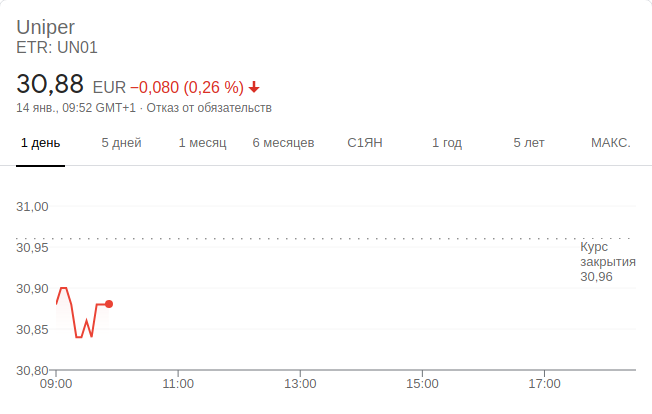 Uniper
ETR: UN01
30,88 EUR −0,080 (0,26 %)
14 янв., 09:52 GMT+1 · Отказ от обязательств
1 день 5 дней 1 месяц 6 месяцев С1ЯН 1 год 5 лет МАКС.
31,00
30,95
30,90
30,85
30,80
Курс
закрытия
30,96
09:00 11:00 13:00 15:00 17:00